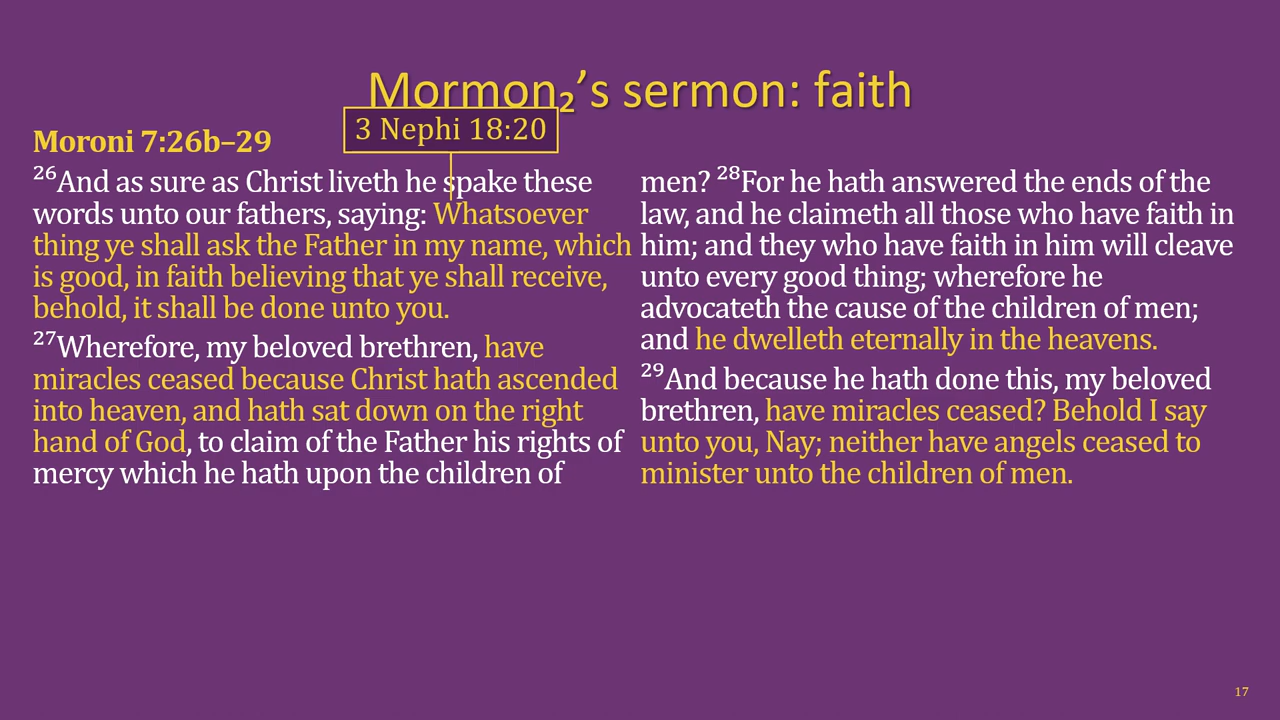 Mormon₂’s sermon: faith
3 Nephi 18:20
Moroni 7:26b–29
²⁶And as sure as Christ liveth he spake these
words unto our fathers, saying: Whatsoever
thing ye shall ask the Father in my name, which
is good, in faith believing that ye shall receive,
behold, it shall be done unto you.
²⁷Wherefore, my beloved brethren, have
miracles ceased because Christ hath ascended
into heaven, and hath sat down on the right
hand of God, to claim of the Father his rights of
mercy which he hath upon the children of
men? ²⁸For he hath answered the ends of the
law, and he claimeth all those who have faith in
him; and they who have faith in him will cleave
unto every good thing; wherefore he
advocateth the cause of the children of men;
and he dwelleth eternally in the heavens.
²⁹And because he hath done this, my beloved
brethren, have miracles ceased? Behold I say
unto you, Nay; neither have angels ceased to
minister unto the children of men.
17